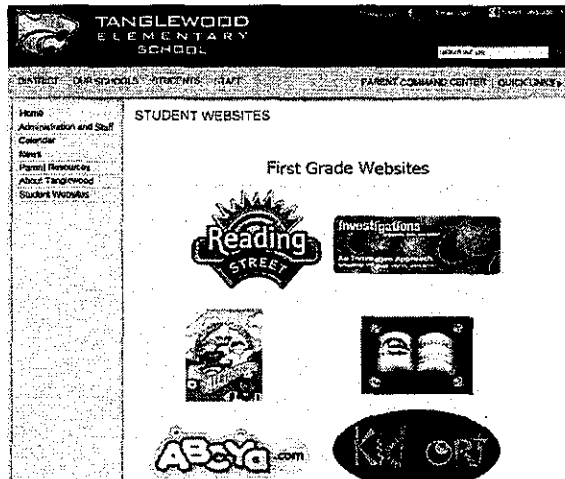 TANGLEWOOD
ELEMENTARY
SCHOOL
DISTRICT OUR SCHOOLS STUDENTS STAFF PARENT COMMAND CENTER QUICKLINKS
Home
Administration and Staff
Calendar
News
Parent Resources
About Tanglewood
Student Websites
STUDENT WEBSITES
First Grade Websites
Reading
STREET
Investigations
ABCYa.com